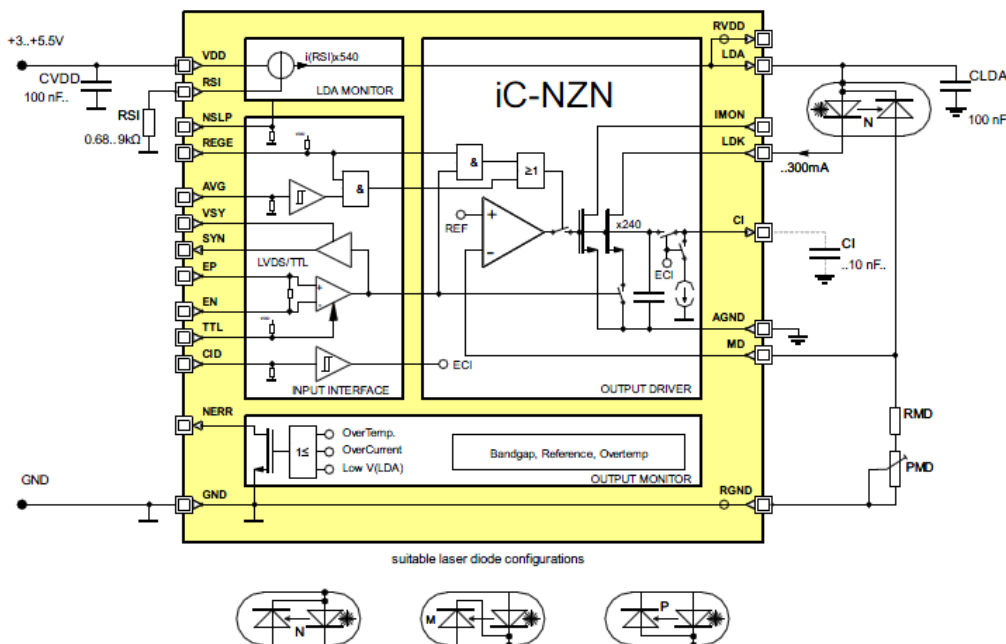 +3..+5.5V
CVDD
100 nF..
RSI
0.68..9kΩ
GND
VDD
RSI
NSLP
REGE
AVG
VSY
SYN
EP
EN
TTL
CID
NERR
GND
i(RSI)x540
LDA MONITOR
&
LVDS/TTL
+
-
INPUT INTERFACE
iC-NZN
&
≥1
REF
+
−
x240
ECI
ECI
OUTPUT DRIVER
1≤
OverTemp.
OverCurrent
Low V(LDA)
Bandgap, Reference, Overtemp
OUTPUT MONITOR
RVDD
LDA
IMON
LDK
CI
AGND
MD
RGND
N
CLDA
100 nF
..300mA
CI
..10 nF..
RMD
PMD
suitable laser diode configurations
N
M
P